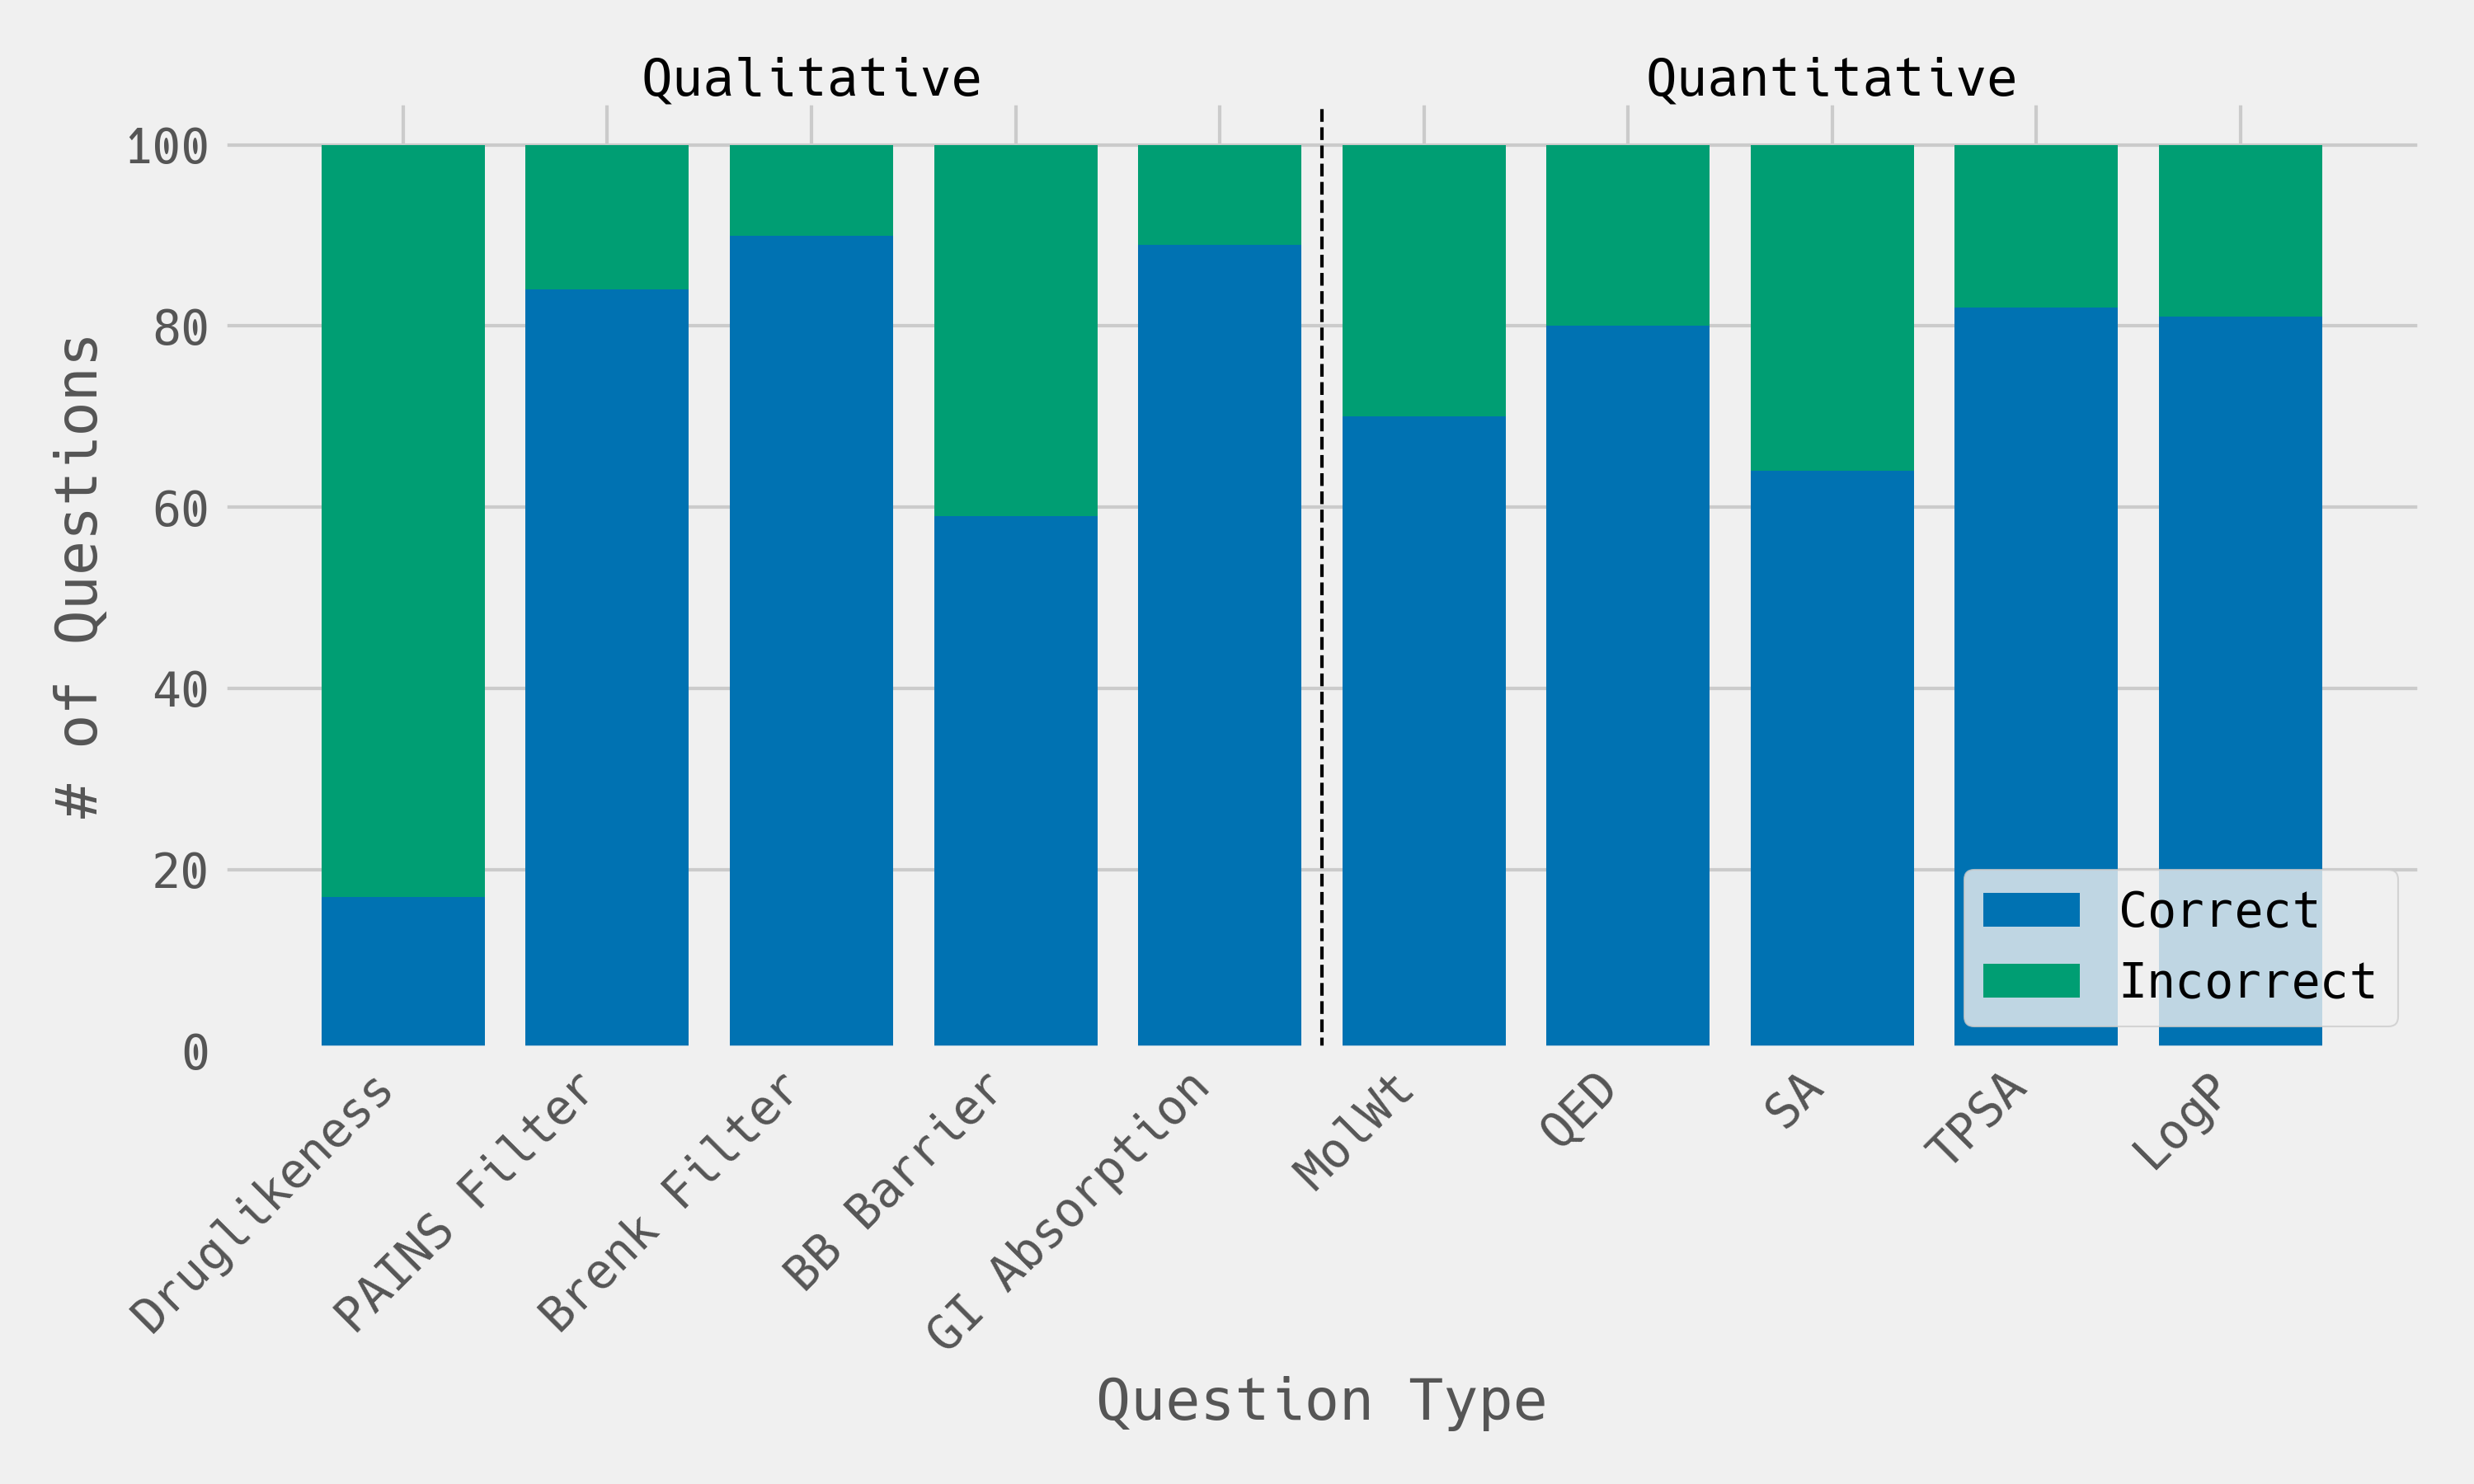 Qualitative
Quantitative
# of Questions
100
80
60
40
20
0
Correct
Incorrect
Druglikeness
PAINS Filter
Brenk Filter
BB Barrier
GI Absorption
MolWt
QED
SA
TPSA
LogP
Question Type